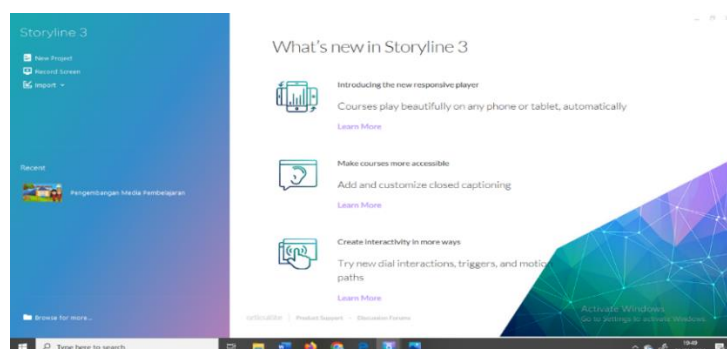 Storyline 3
New Project
Record Screen
Import
Recent
Pengembangan Media Pembelajaran
Browse for more...
What's new in Storyline 3
Introducing the new responsive player
Courses play beautifully on any phone or tablet, automatically
Learn More
Make courses more accessible
Add and customize closed captioning
Learn More
Create interactivity in more ways
Try new dial interactions, triggers, and motion
paths
Learn More
articulate | Product Support - Discussion Forums
Activate Windows
Go to Settings to activate Windows.
Type here to search
19:49